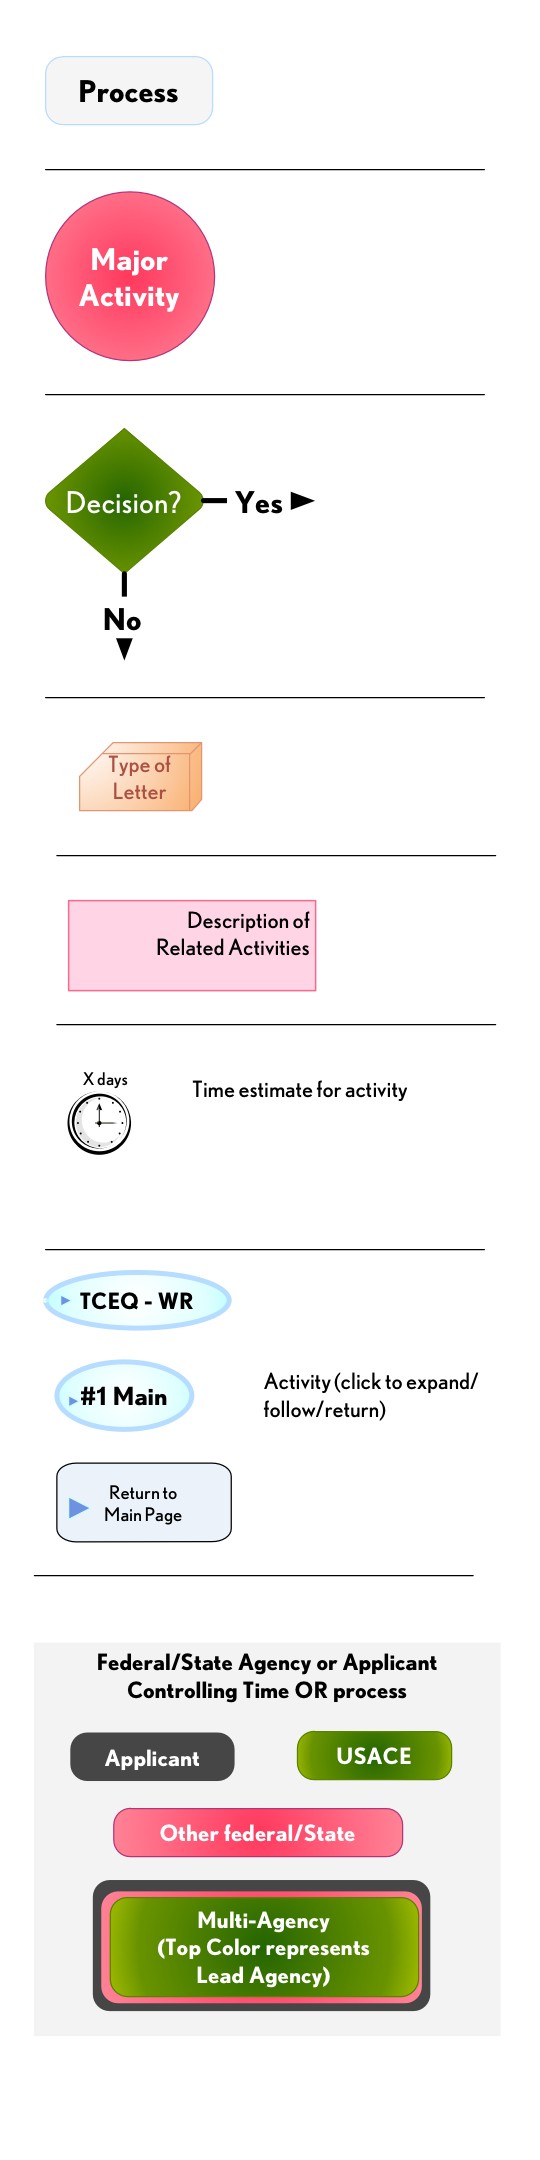 Process
Major
Activity
Decision?
Yes
No
Type of
Letter
Description of
Related Activities
X days
Time estimate for activity
TCEQ - WR
#1 Main
Activity (click to expand/
follow/return)
Return to
Main Page
Federal/State Agency or Applicant
Controlling Time OR process
Applicant
USACE
Other federal/State
Multi-Agency
(Top Color represents
Lead Agency)